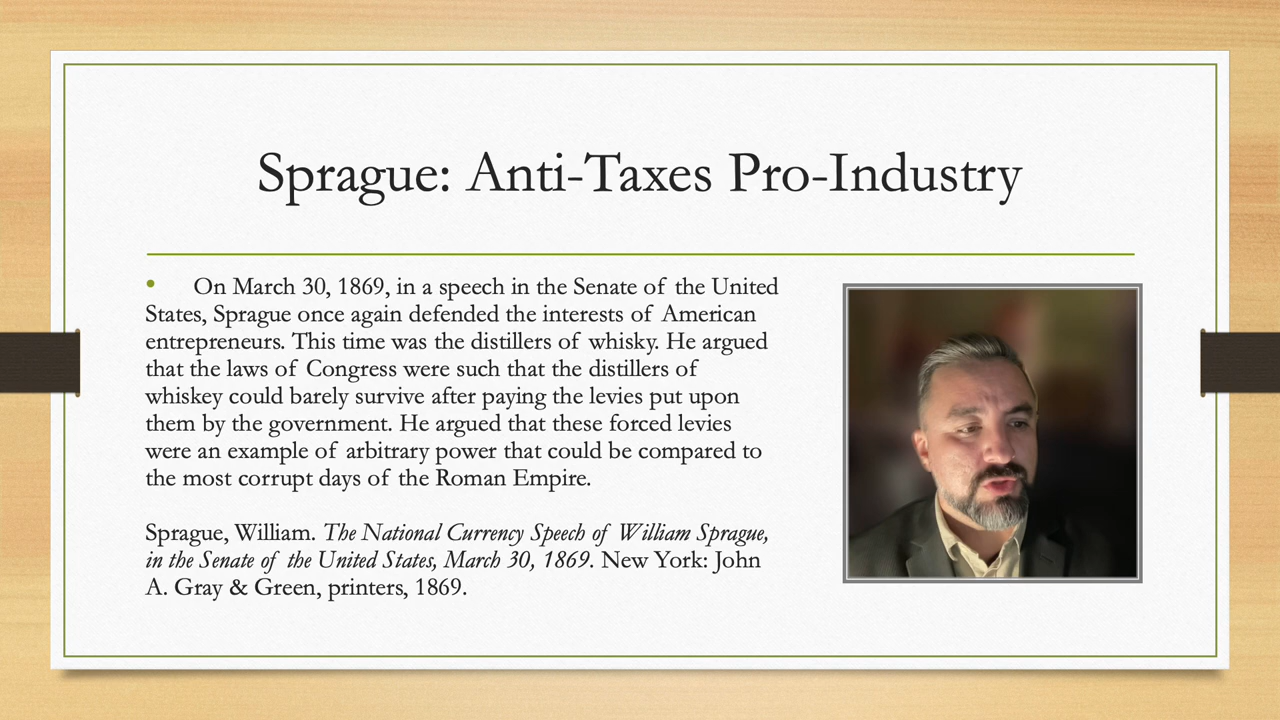 Sprague: Anti-Taxes Pro-Industry
• On March 30, 1869, in a speech in the Senate of the United
States, Sprague once again defended the interests of American
entrepreneurs. This time was the distillers of whisky. He argued
that the laws of Congress were such that the distillers of
whiskey could barely survive after paying the levies put upon
them by the government. He argued that these forced levies
were an example of arbitrary power that could be compared to
the most corrupt days of the Roman Empire.
Sprague, William. The National Currency Speech of William Sprague,
in the Senate of the United States, March 30, 1869. New York: John
A. Gray & Green, printers, 1869.